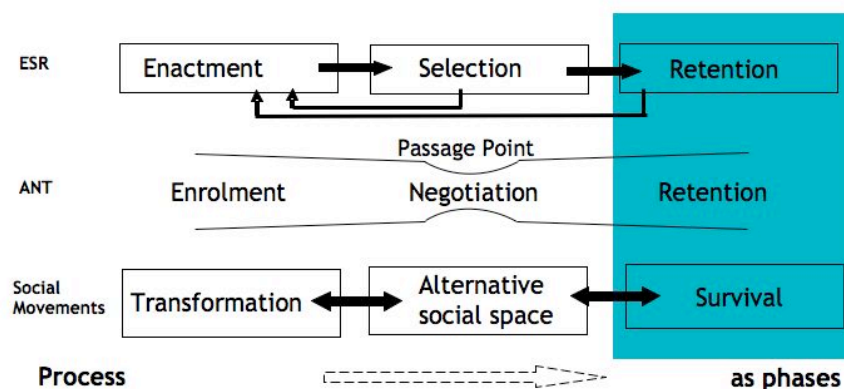 ESR
Enactment
Selection
Retention
Passage Point
ANT
Enrolment
Negotiation
Retention
Social
Movements
Transformation
Alternative
social space
Survival
Process
as phases